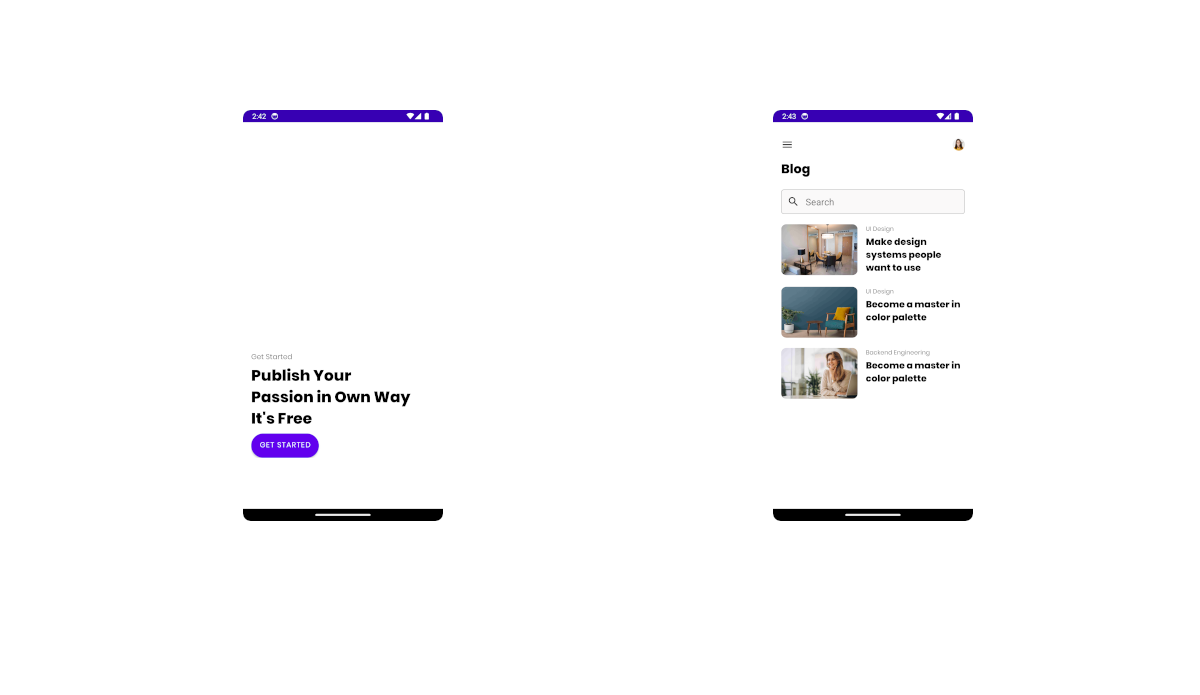 2:42
Get Started
Publish Your
Passion in Own Way
It's Free
GET STARTED
2:43
Blog
Search
UI Design
Make design
systems people
want to use
UI Design
Become a master in
color palette
Backend Engineering
Become a master in
color palette